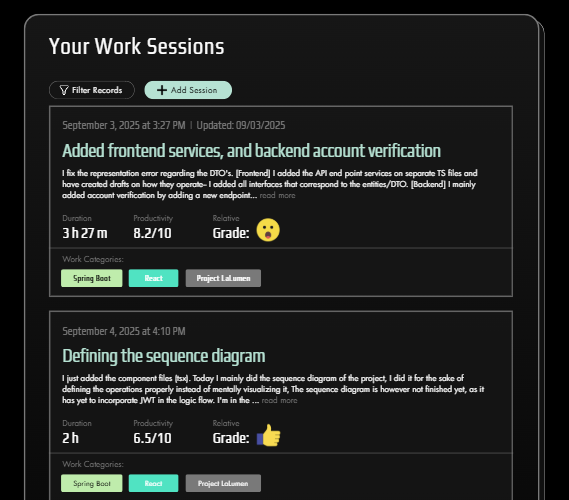 Your Work Sessions
Filter Records
Add Session
September 3, 2025 at 3:27 PM | Updated: 09/03/2025
Added frontend services, and backend account verification
I fix the representation error regarding the DTO's. [Frontend] I added the API end point services on separate TS files and
have created drafts on how they operate- I added all interfaces that correspond to the entities/DTO. [Backend] I mainly
added account verification by adding a new endpoint... read more
Duration Productivity Relative
3 h 27 m 8.2/10 Grade:
Work Categories:
Spring Boot React Project LaLumen
September 4, 2025 at 4:10 PM
Defining the sequence diagram
I just added the component files (tsx). Today I mainly did the sequence diagram of the project, I did it for the sake of
defining the operations properly instead of mentally visualizing it, The sequence diagram is however not finished yet, as it
has yet to incorporate JWT in the logic flow. I'm in the ... read more
Duration Productivity Relative
2 h 6.5/10 Grade:
Work Categories:
Spring Boot React Project LaLumen